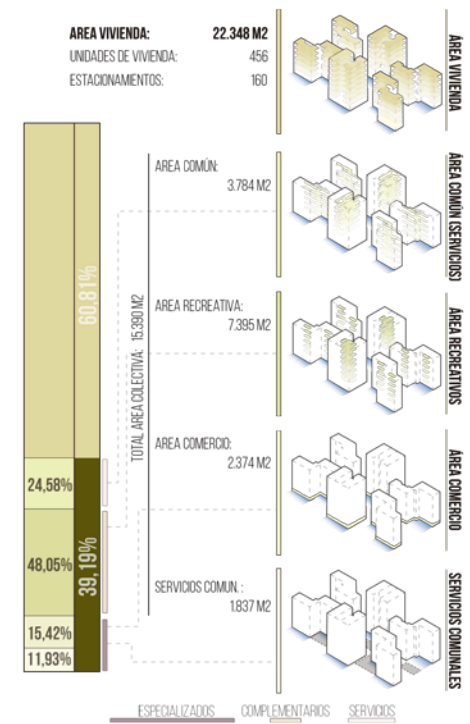 AREA VIVIENDA: 22.348 M2
UNIDADES DE VIVIENDA: 456
ESTACIONAMIENTOS: 160
ÁREA VIVIENDA
60,81%
39,19%
24,58%
48,05%
15,42%
11,93%
TOTAL AREA COLECTIVA: 15.390 M2
AREA COMÚN:
3.784 M2
ÁREA COMÚN (SERVICIOS)
AREA RECREATIVA:
7.395 M2
ÁREA RECREATIVOS
AREA COMERCIO:
2.374 M2
ÁREA COMERCIO
SERVICIOS COMUN.:
1.837 M2
SERVICIOS COMUNALES
ESPECIALIZADOS COMPLEMENTARIOS SERVICIOS